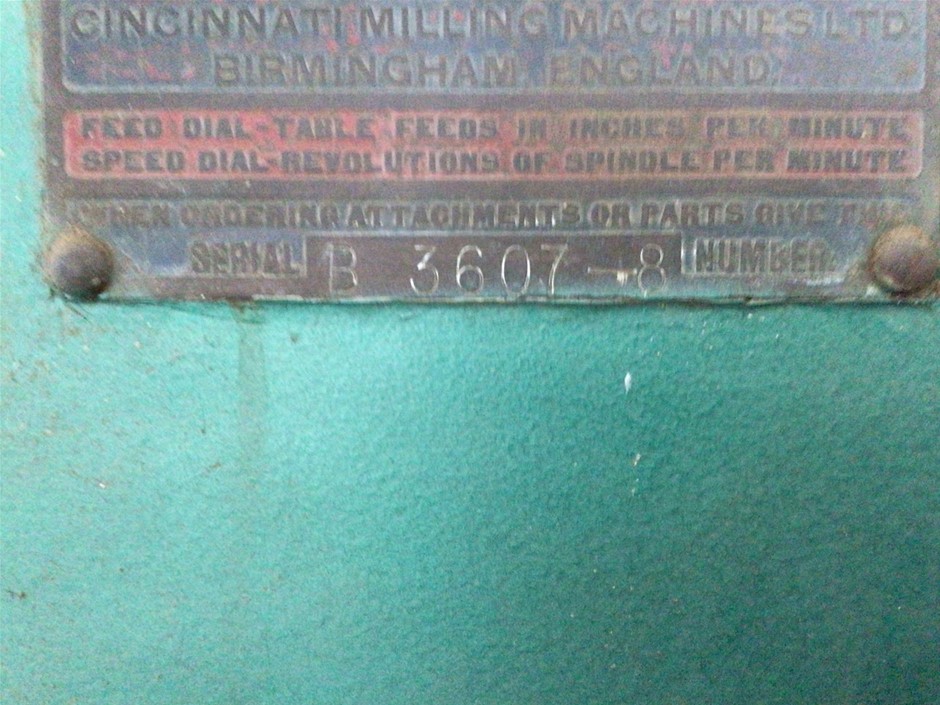 CINCINNATI MILLING MACHINES LTD.
BIRMINGHAM, ENGLAND.
FEED DIAL-TABLE FEEDS IN INCHES PER MINUTE
SPEED DIAL-REVOLUTIONS OF SPINDLE PER MINUTE
WHEN ORDERING ATTACHMENTS OR PARTS GIVE THIS
SERIAL B 3607-8 NUMBER